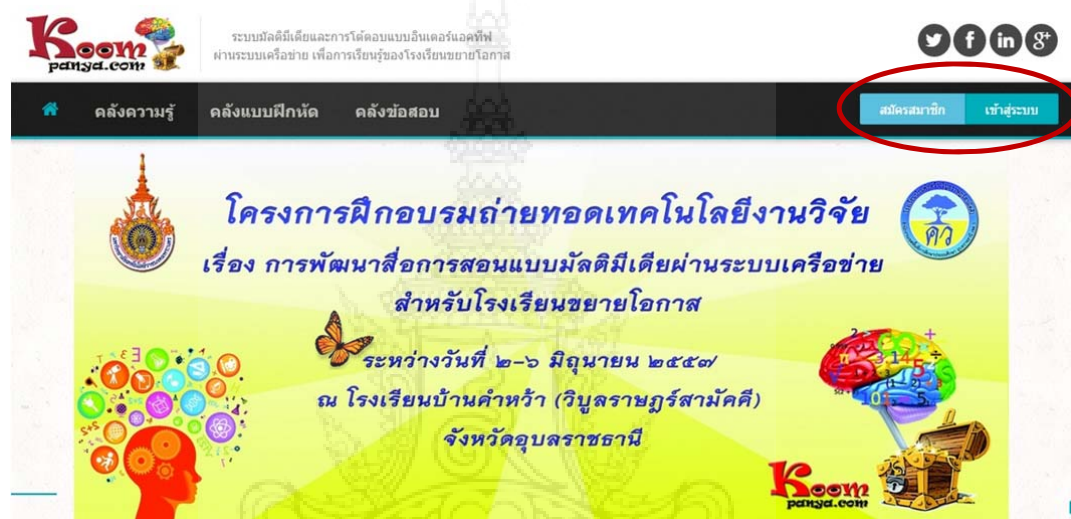 Koom
panya.com
ระบบมัลติมีเดียและการโต้ตอบแบบอินเตอร์แอคทีฟ
ผ่านระบบเครือข่าย เพื่อการเรียนรู้ของโรงเรียนขยายโอกาส
คลังความรู้ คลังแบบฝึกหัด คลังข้อสอบ สมัครสมาชิก เข้าสู่ระบบ
โครงการฝึกอบรมถ่ายทอดเทคโนโลยีงานวิจัย
เรื่อง การพัฒนาสื่อการสอนแบบมัลติมีเดียผ่านระบบเครือข่าย
สำหรับโรงเรียนขยายโอกาส
ระหว่างวันที่ ๒-๖ มิถุนายน ๒๕๕๗
ณ โรงเรียนบ้านคำหว้า (วิบูลราษฎร์สามัคคี)
จังหวัดอุบลราชธานี
คว
Koom
panya.com